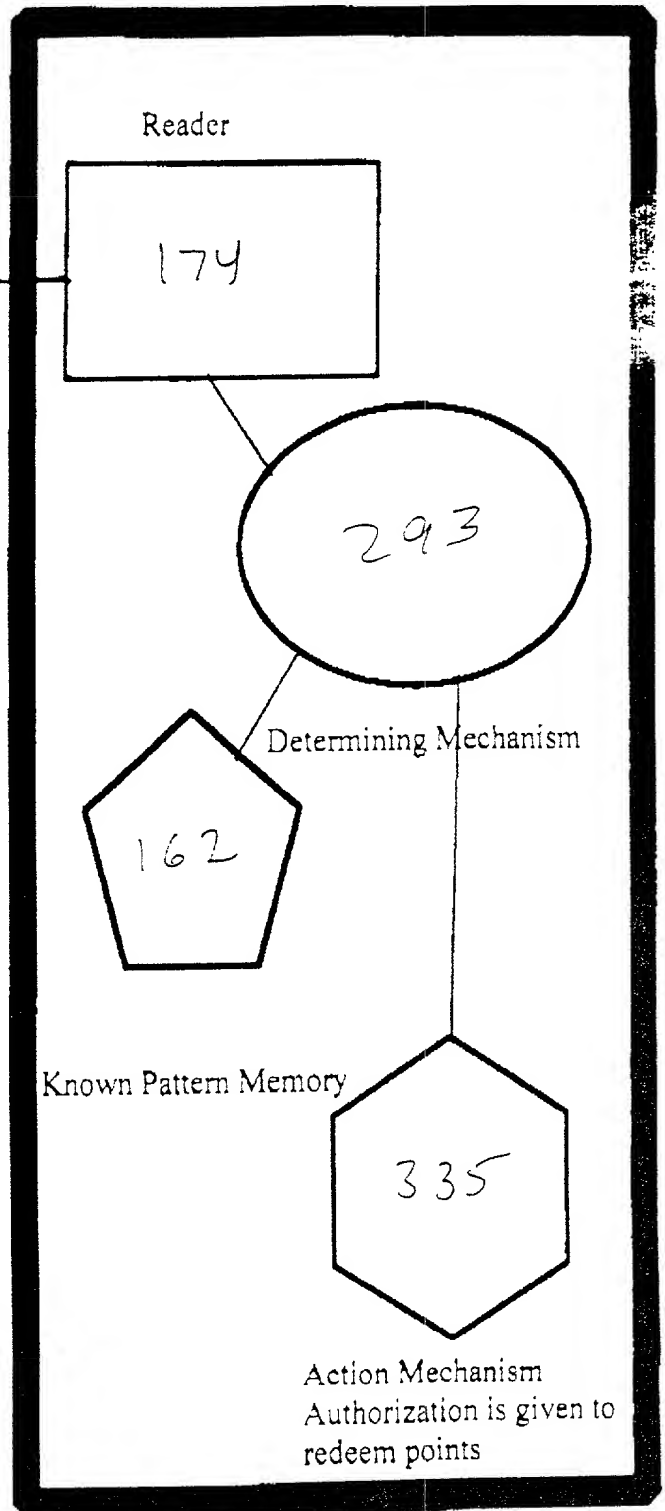 Reader
174
293
Determining Mechanism
162
Known Pattern Memory
335
Action Mechanism
Authorization is given to
redeem points